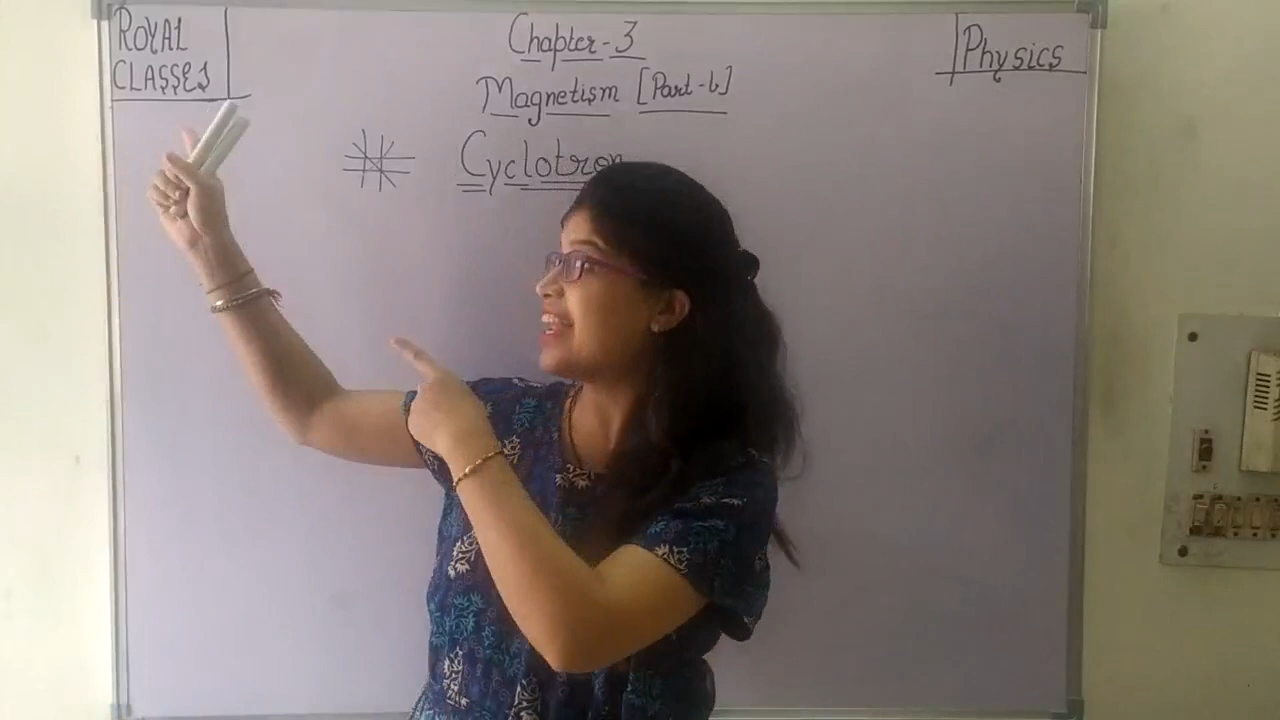 ROYAL
CLASSES
Chapter-3
Magnetism [Part-6]
Physics
Cyclotron